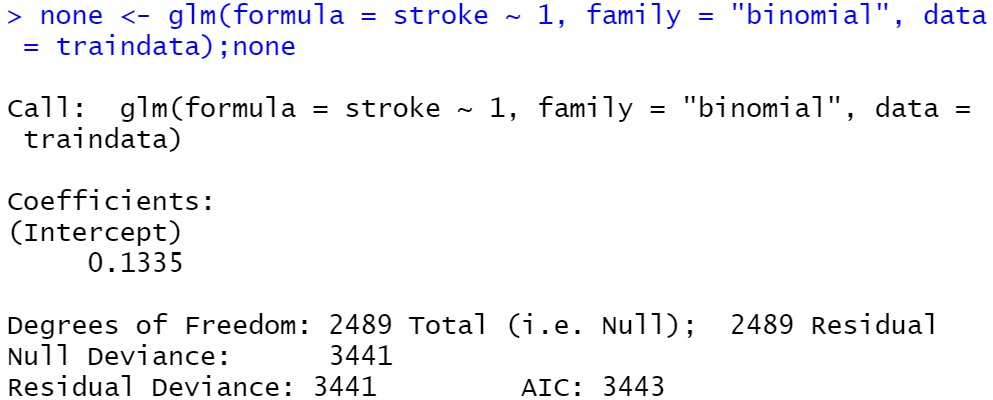 > none <- glm(formula = stroke ~ 1, family = "binomial", data
 = traindata);none
Call:  glm(formula = stroke ~ 1, family = "binomial", data =
 traindata)
Coefficients:
(Intercept)
     0.1335
Degrees of Freedom: 2489 Total (i.e. Null);  2489 Residual
Null Deviance:      3441
Residual Deviance: 3441         AIC: 3443